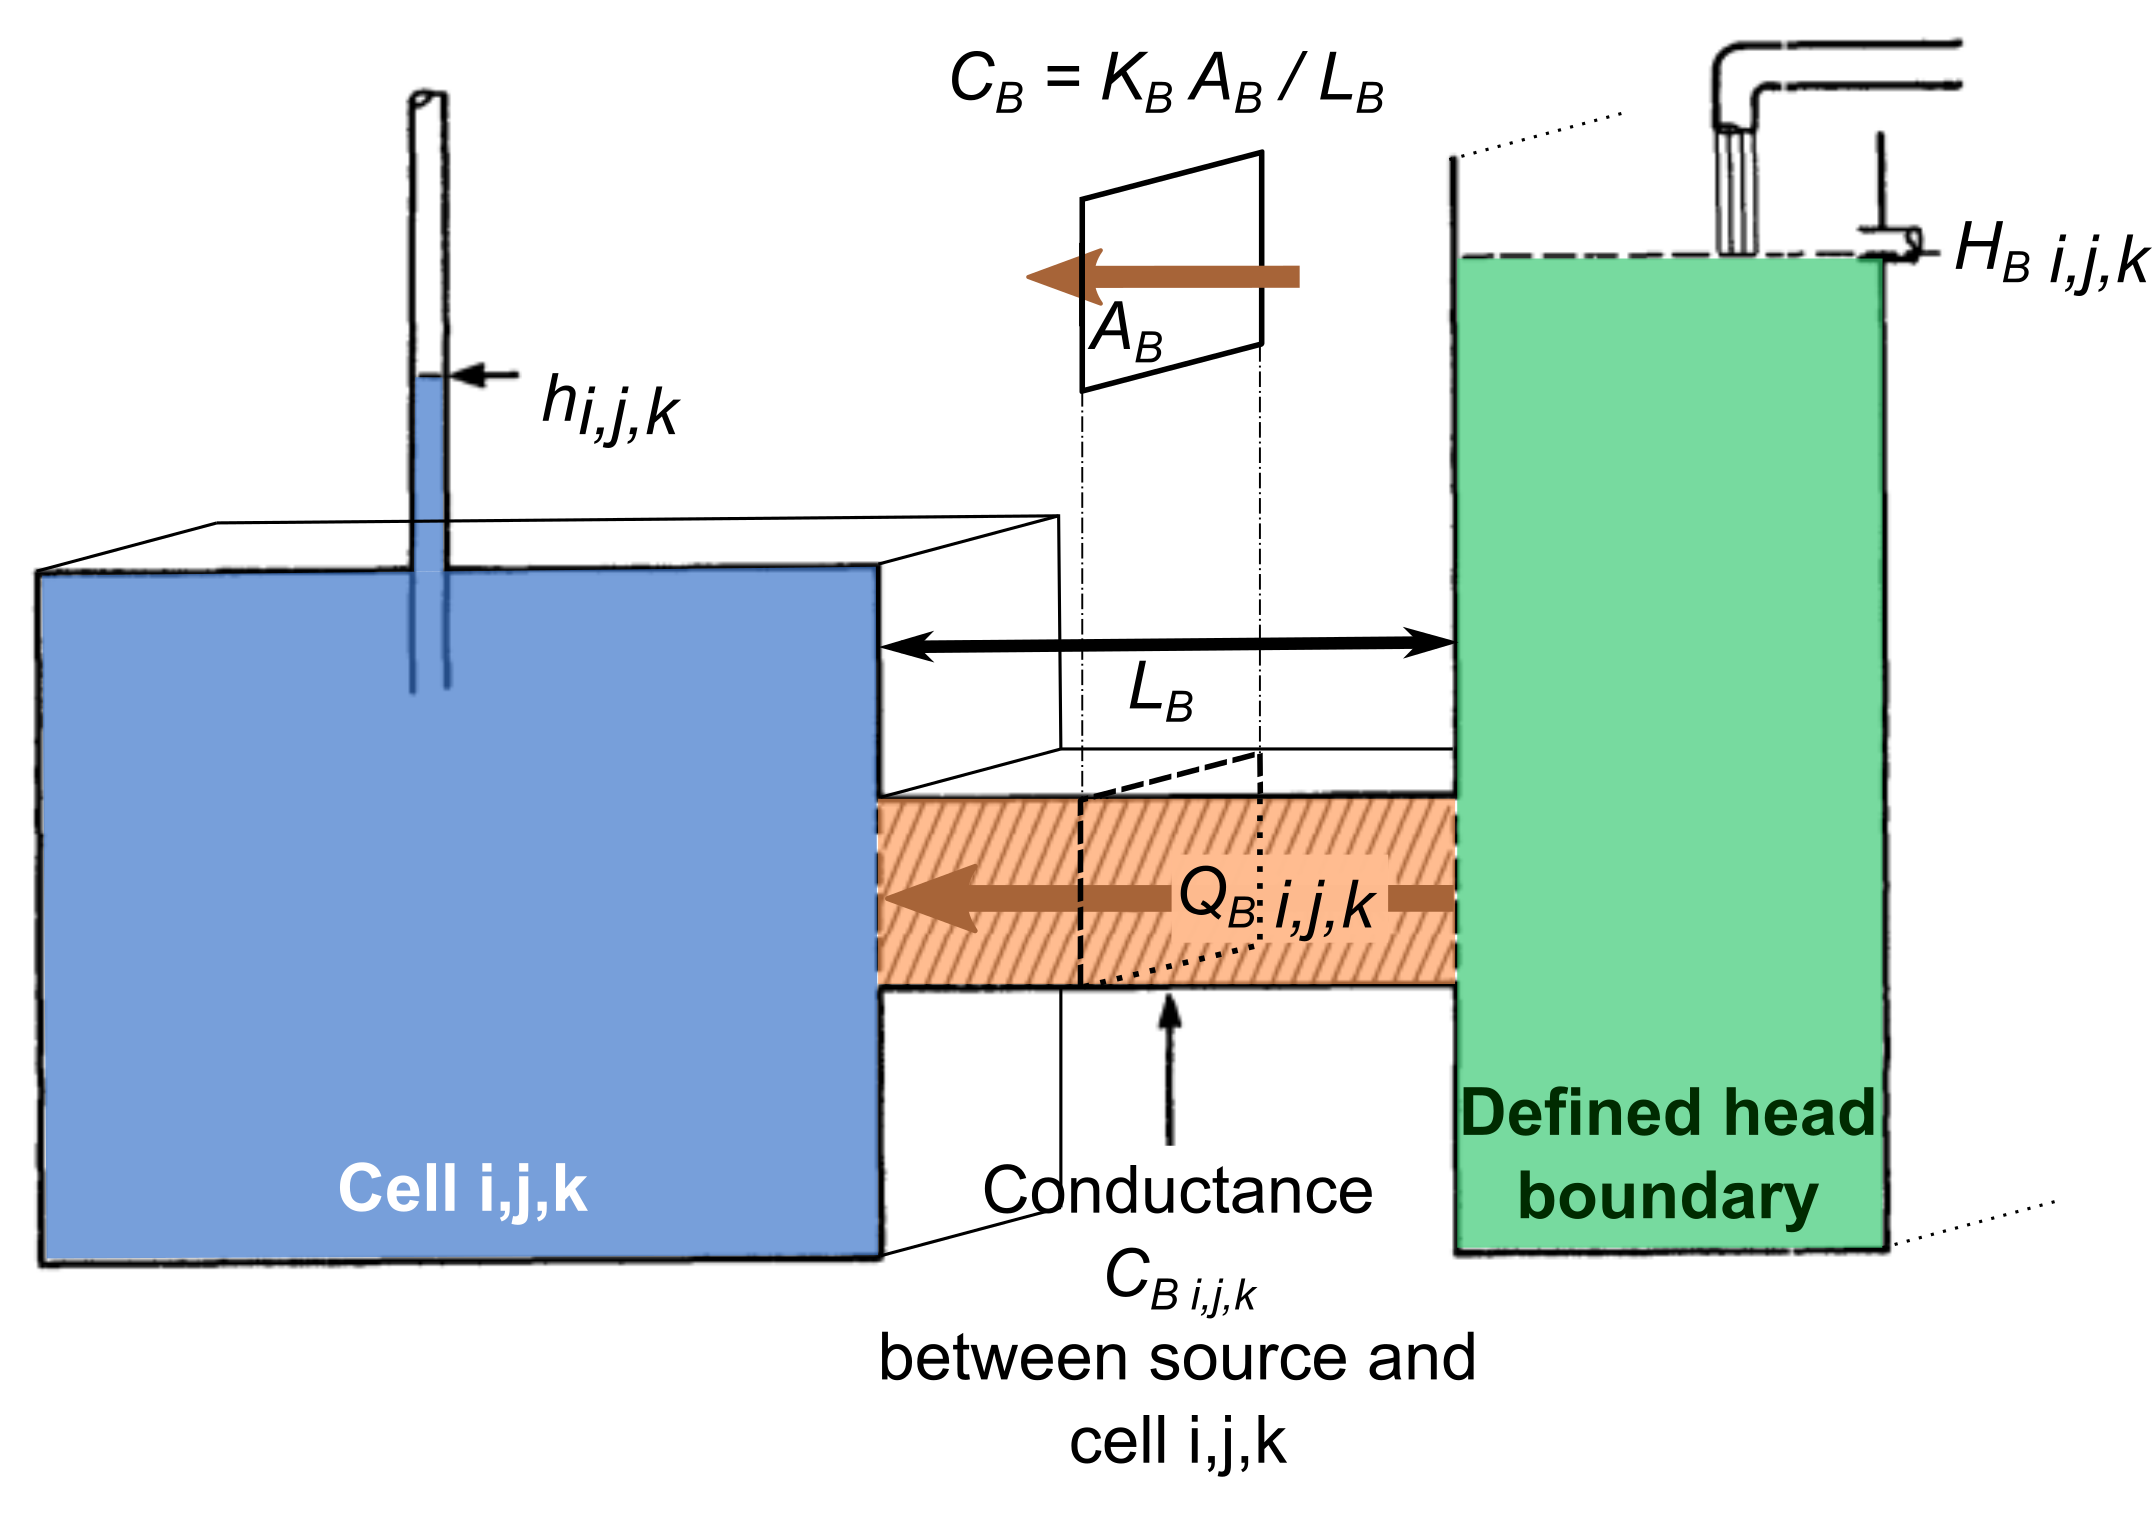 C_B = K_B A_B / L_B
H_B i,j,k
A_B
h_i,j,k
L_B
Q_B i,j,k
Defined head
boundary
Cell i,j,k
Conductance
C_B i,j,k
between source and
cell i,j,k